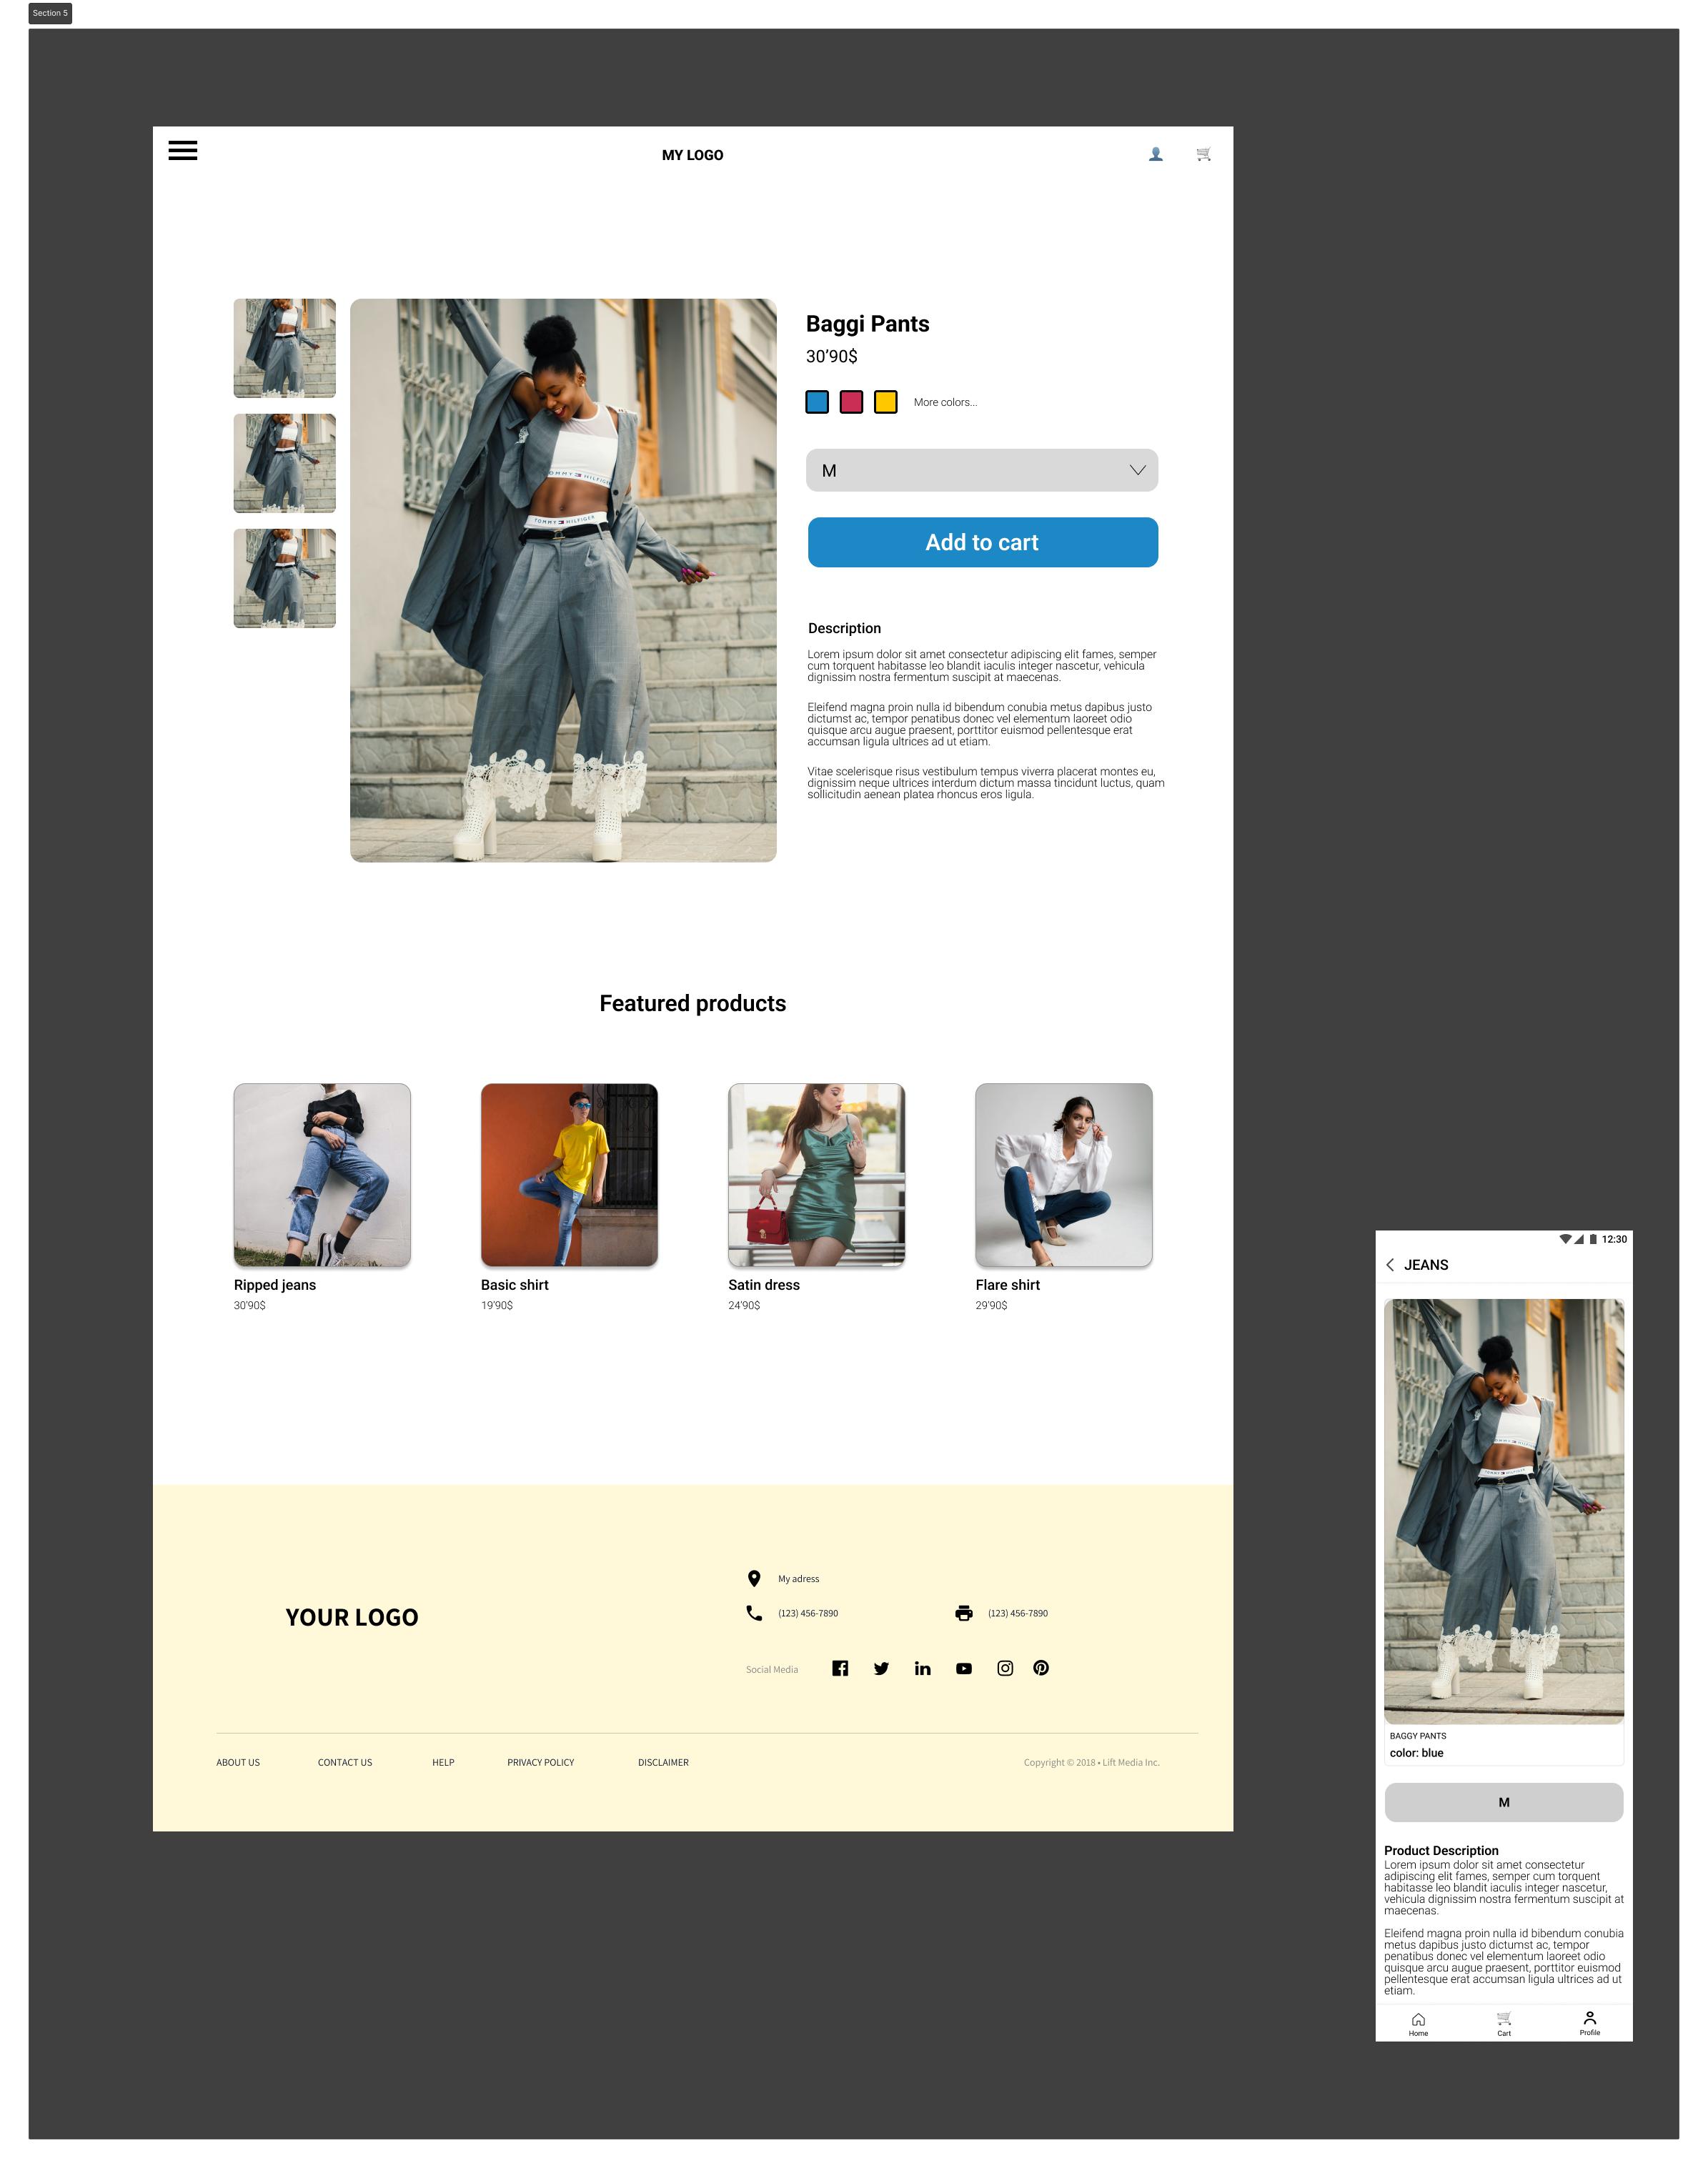 Section 5
MY LOGO
Baggi Pants
30’90$
More colors...
M
Add to cart
TOMMY HILFIGER
Description
Lorem ipsum dolor sit amet consectetur adipiscing elit fames, semper
cum torquent habitasse leo blandit iaculis integer nascetur, vehicula
dignissim nostra fermentum suscipit at maecenas.
Eleifend magna proin nulla id bibendum conubia metus dapibus justo
dictumst ac, tempor penatibus donec vel elementum laoreet odio
quisque arcu augue praesent, porttitor euismod pellentesque erat
accumsan ligula ultrices ad ut etiam.
Vitae scelerisque risus vestibulum tempus viverra placerat montes eu,
dignissim neque ultrices interdum dictum massa tincidunt luctus, quam
sollicitudin aenean platea rhoncus eros ligula.
Featured products
Ripped jeans
30’90$
Basic shirt
19’90$
Satin dress
24’90$
Flare shirt
29’90$
YOUR LOGO
My adress
(123) 456-7890
(123) 456-7890
Social Media
ABOUT US
CONTACT US
HELP
PRIVACY POLICY
DISCLAIMER
Copyright © 2018 • Lift Media Inc.
12:30
JEANS
TOMMY HILFIGER
BAGGY PANTS
color: blue
M
Product Description
Lorem ipsum dolor sit amet consectetur
adipiscing elit fames, semper cum torquent
habitasse leo blandit iaculis integer nascetur,
vehicula dignissim nostra fermentum suscipit at
maecenas.
Eleifend magna proin nulla id bibendum conubia
metus dapibus justo dictumst ac, tempor
penatibus donec vel elementum laoreet odio
quisque arcu augue praesent, porttitor euismod
pellentesque erat accumsan ligula ultrices ad ut
etiam.
Home
Cart
Profile